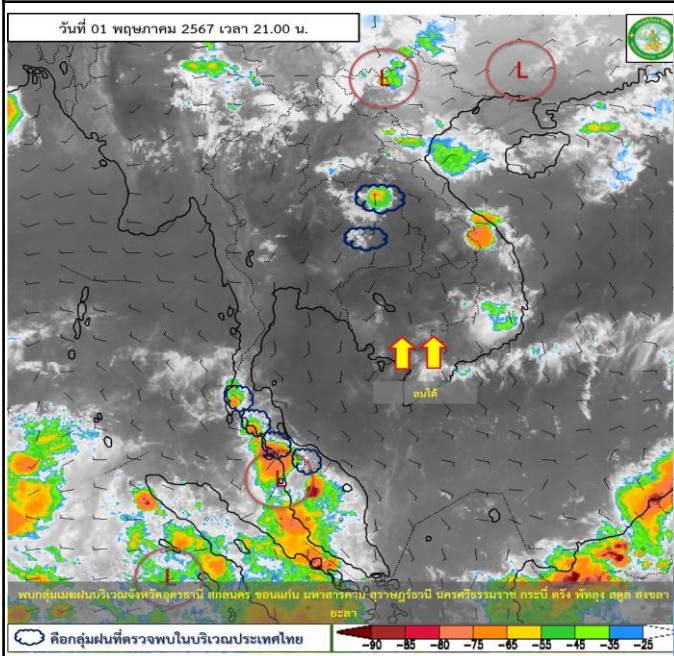 วันที่ 01 พฤษภาคม 2567 เวลา 21.00 น.
L
L
ลมใต้
L
L
พบกลุ่มเมฆฝนบริเวณจังหวัดอุดรธานี สกลนคร ขอนแก่น มหาสารคาม สุราษฎร์ธานี นครศรีธรรมราช กระบี่ ตรัง พัทลุง สตูล สงขลา
ยะลา
คือกลุ่มฝนที่ตรวจพบในบริเวณประเทศไทย
-90 -85 -80 -75 -65 -55 -45 -35 -25